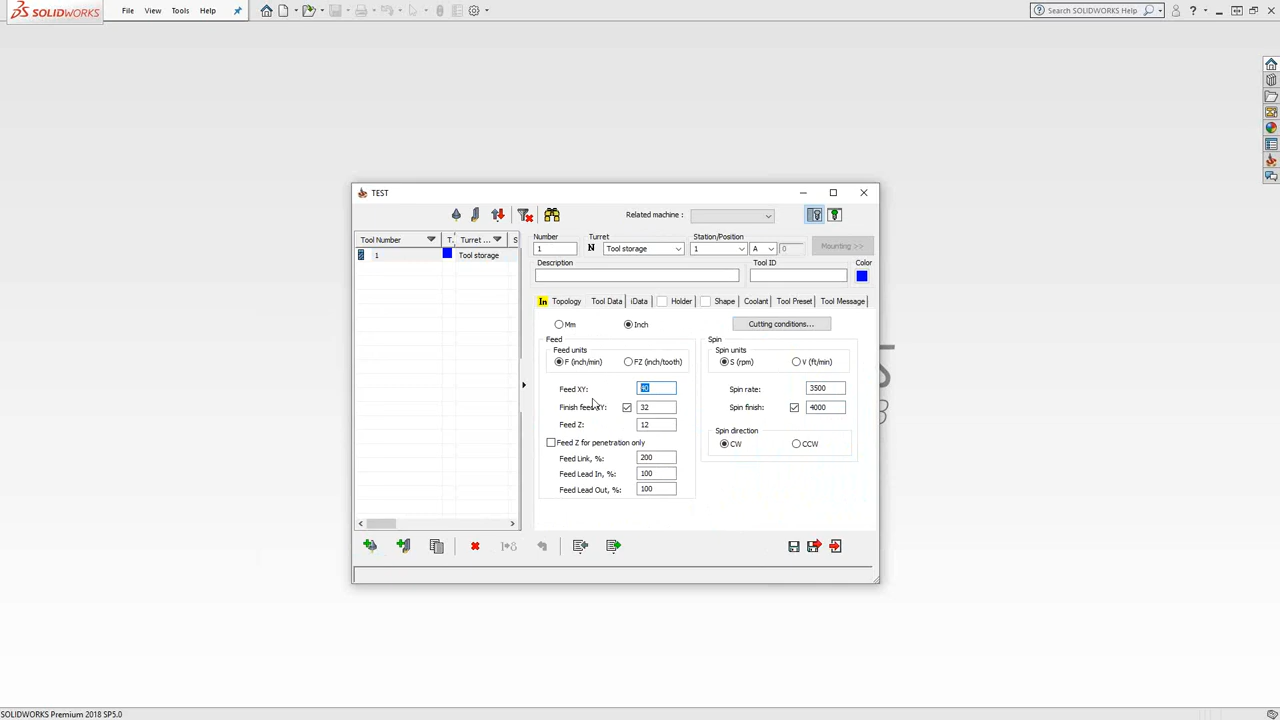 SOLIDWORKS File View Tools Help Search SOLIDWORKS Help ?
TEST
Related machine :
Tool Number T. Turret ... S
1 Tool storage
Number Turret Station/Position
1 N Tool storage 1 A 0 Mounting >>
Description Tool ID Color
In Topology Tool Data iData Holder Shape Coolant Tool Preset Tool Message
Mm Inch Cutting conditions...
Feed Spin
Feed units Spin units
F (inch/min) FZ (inch/tooth) S (rpm) V (ft/min)
Feed XY: 40 Spin rate: 3500
Finish feed XY: 32 Spin finish: 4000
Feed Z: 12
Spin direction
Feed Z for penetration only CW CCW
Feed Link, %: 200
Feed Lead In, %: 100
Feed Lead Out, %: 100
SOLIDWORKS Premium 2018 SP5.0